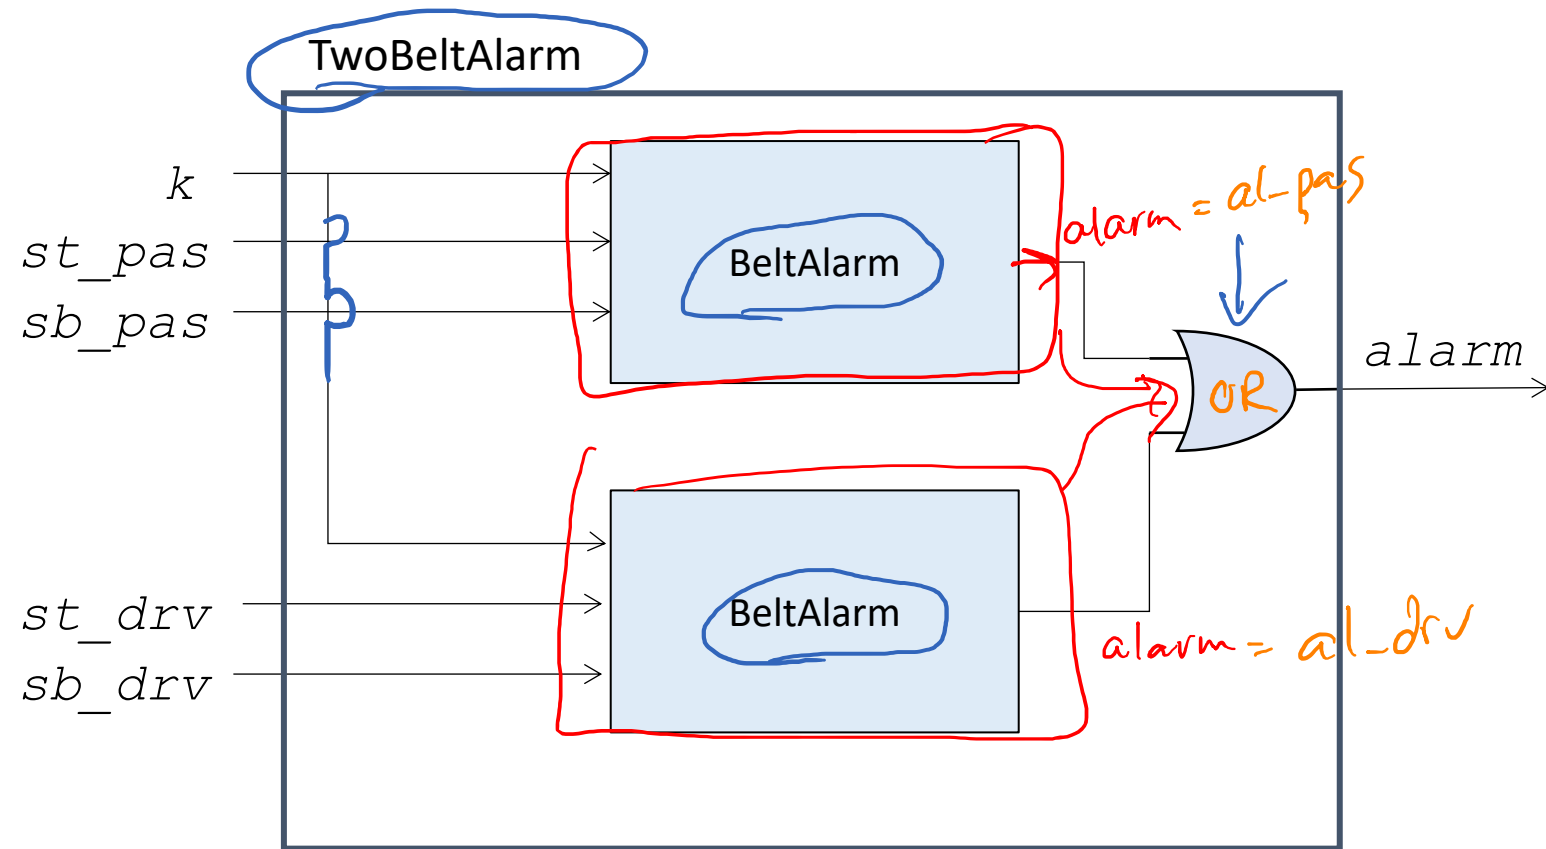 TwoBeltAlarm
k
st_pas
sb_pas
BeltAlarm
alarm = al_pas
OR
alarm
st_drv
sb_drv
BeltAlarm
alarm = al_drv